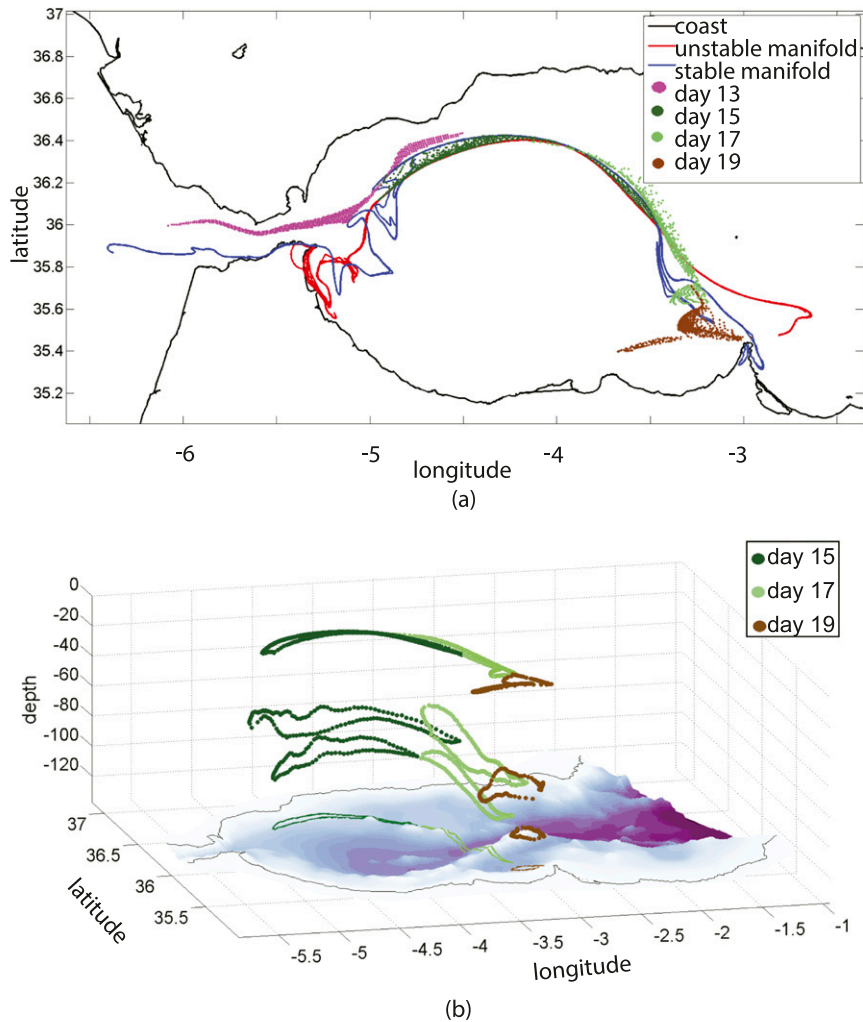 37
36.8
36.6
36.4
36.2
36
35.8
35.6
35.4
35.2
latitude
coast
unstable manifold
stable manifold
day 13
day 15
day 17
day 19
-6
-5
-4
-3
longitude
(a)
day 15
day 17
day 19
0
-20
-40
-60
-80
-100
-120
depth
37
36.5
36
35.5
latitude
-5.5
-5
-4.5
-4
-3.5
-3
-2.5
-2
-1.5
-1
longitude
(b)